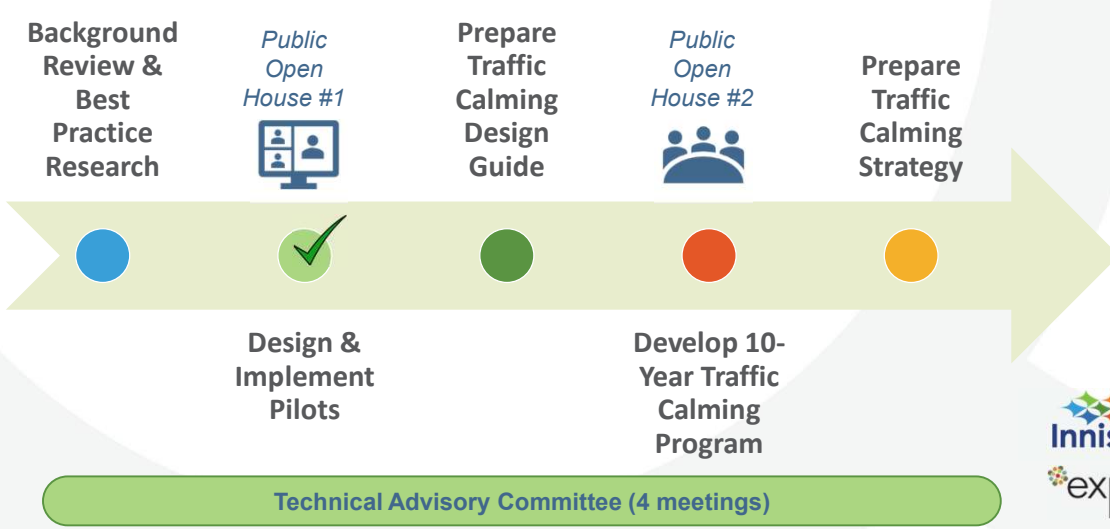 Background
Review &
Best
Practice
Research
Public
Open
House #1
Prepare
Traffic
Calming
Design
Guide
Public
Open
House #2
Prepare
Traffic
Calming
Strategy
Design &
Implement
Pilots
Develop 10-
Year Traffic
Calming
Program
Technical Advisory Committee (4 meetings)